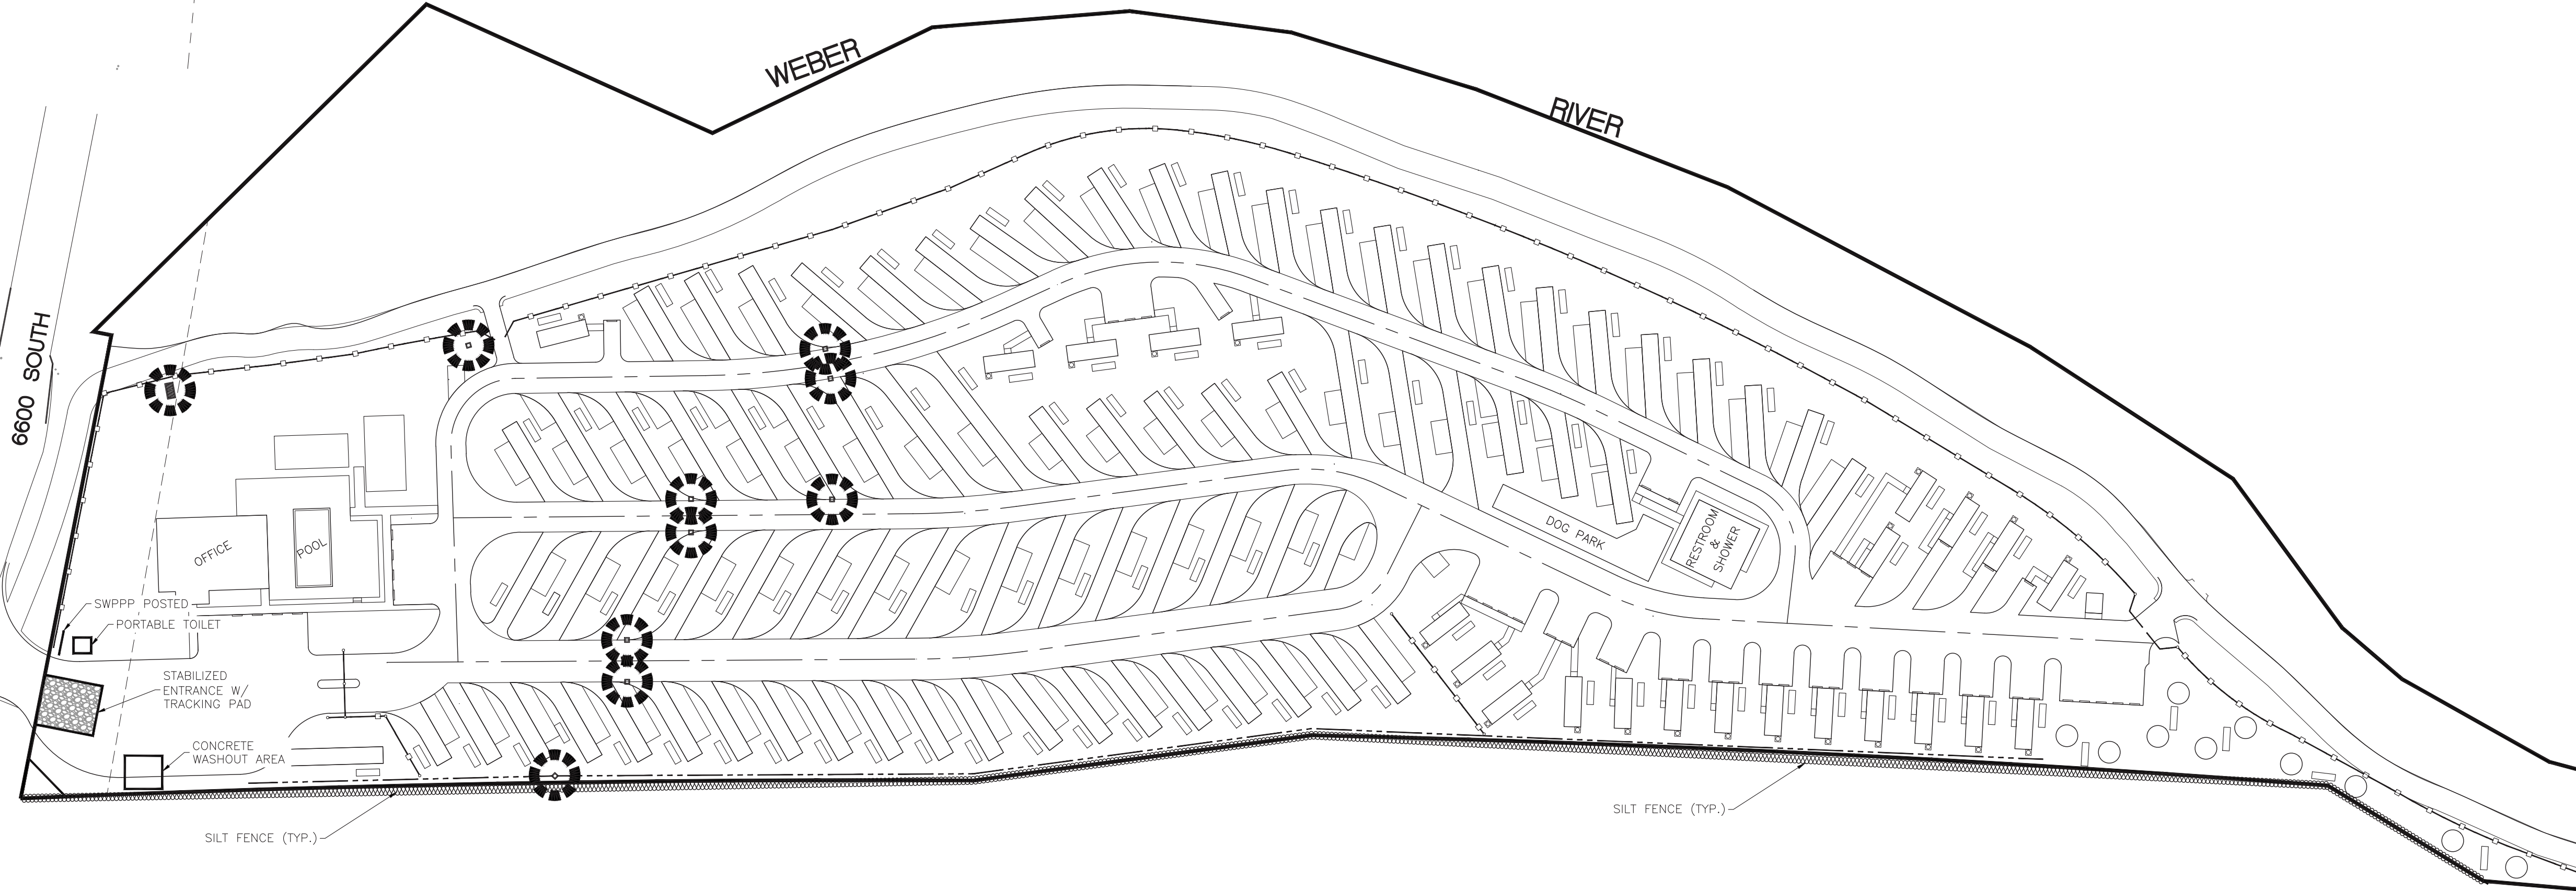 WEBER
RIVER
6600 SOUTH
DOG PARK
RESTROOM
&
SHOWER
OFFICE
POOL
SWPPP POSTED
PORTABLE TOILET
STABILIZED
ENTRANCE W/
TRACKING PAD
CONCRETE
WASHOUT AREA
SILT FENCE (TYP.)
SILT FENCE (TYP.)